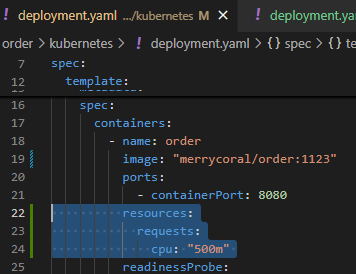 ! deployment.yaml .../kubernetes M ×
! deployment.yaml
order > kubernetes > ! deployment.yaml > {} spec > {} te
7 spec:
12 template:
16 spec:
17 containers:
18 - name: order
19 image: "merrycoral/order:1123"
20 ports:
21 - containerPort: 8080
22 resources:
23 requests:
24 cpu: "500m"
25 readinessProbe: